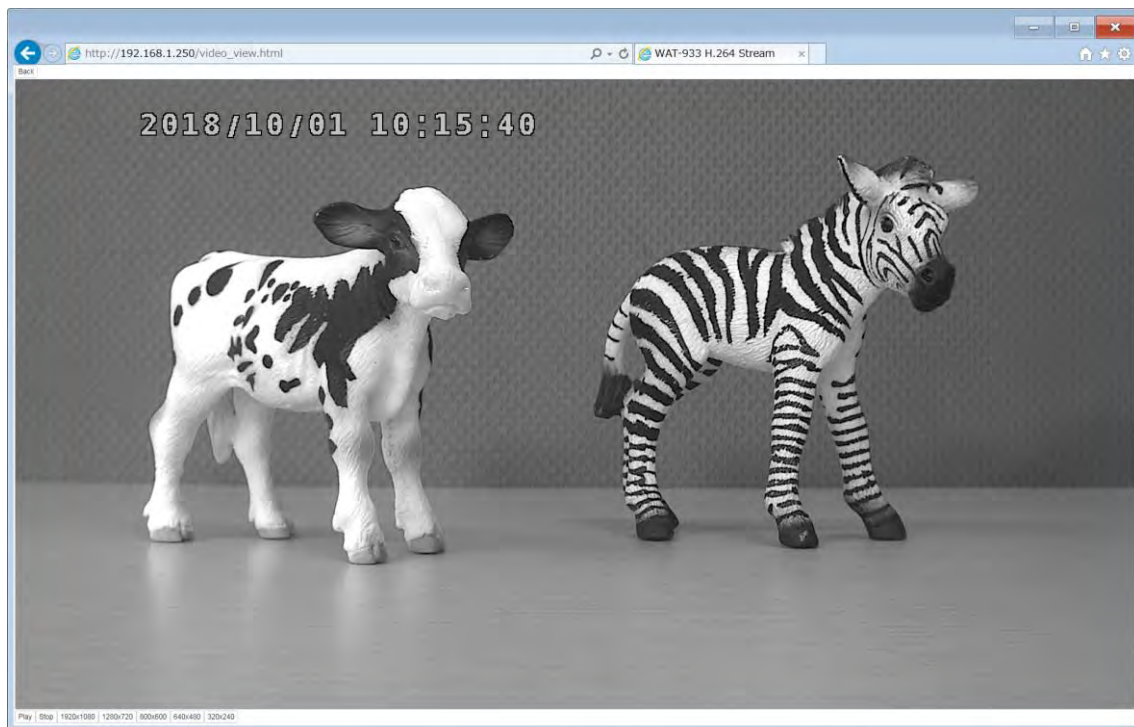 http://192.168.1.250/video_view.html
WAT-933 H.264 Stream
Back
2018/10/01 10:15:40
Play Stop 1920x1080 1280x720 800x600 640x480 320x240